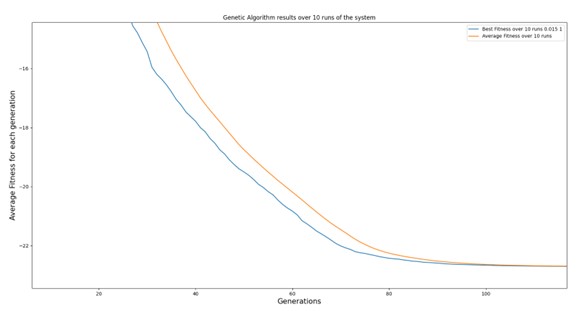 Genetic Algorithm results over 10 runs of the system
Best Fitness over 10 runs 0.015 1
Average Fitness over 10 runs
Average Fitness for each generation
−16
−18
−20
−22
20 40 60 80 100
Generations